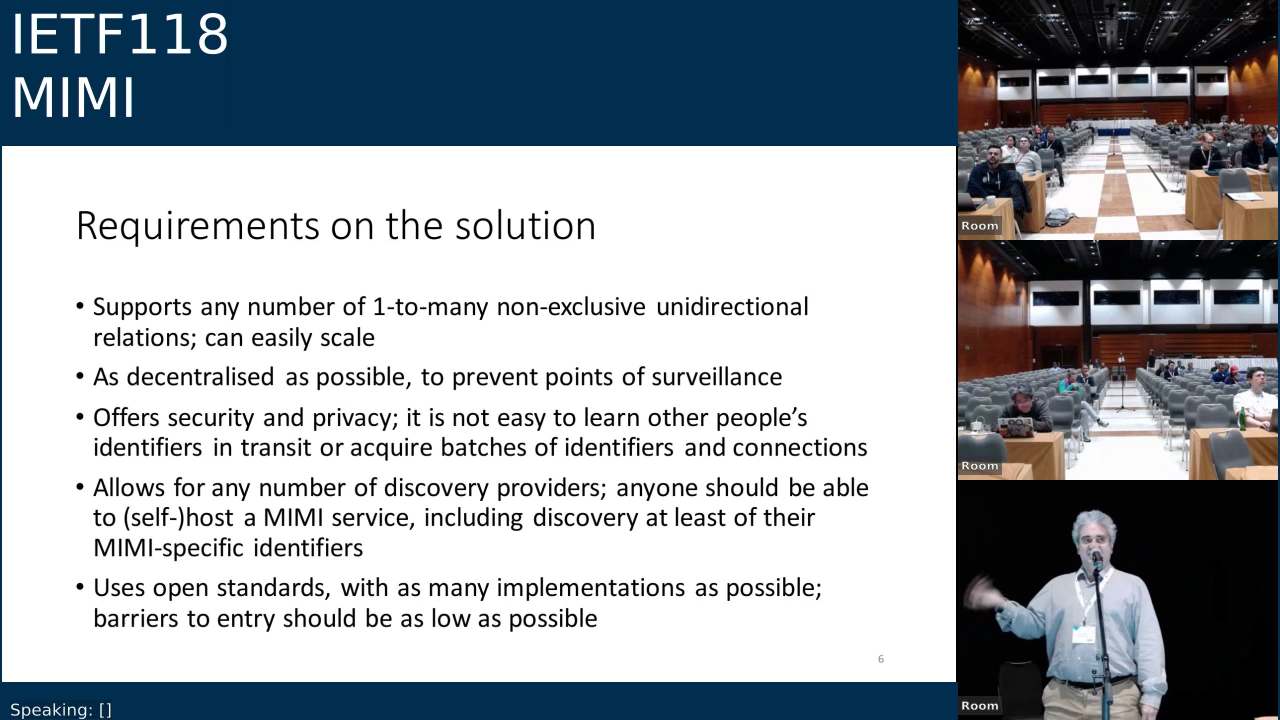 IETF118
MIMI
Requirements on the solution
• Supports any number of 1-to-many non-exclusive unidirectional
relations; can easily scale
• As decentralised as possible, to prevent points of surveillance
• Offers security and privacy; it is not easy to learn other people’s
identifiers in transit or acquire batches of identifiers and connections
• Allows for any number of discovery providers; anyone should be able
to (self-)host a MIMI service, including discovery at least of their
MIMI-specific identifiers
• Uses open standards, with as many implementations as possible;
barriers to entry should be as low as possible
6
Speaking: []
Room
Room
Room